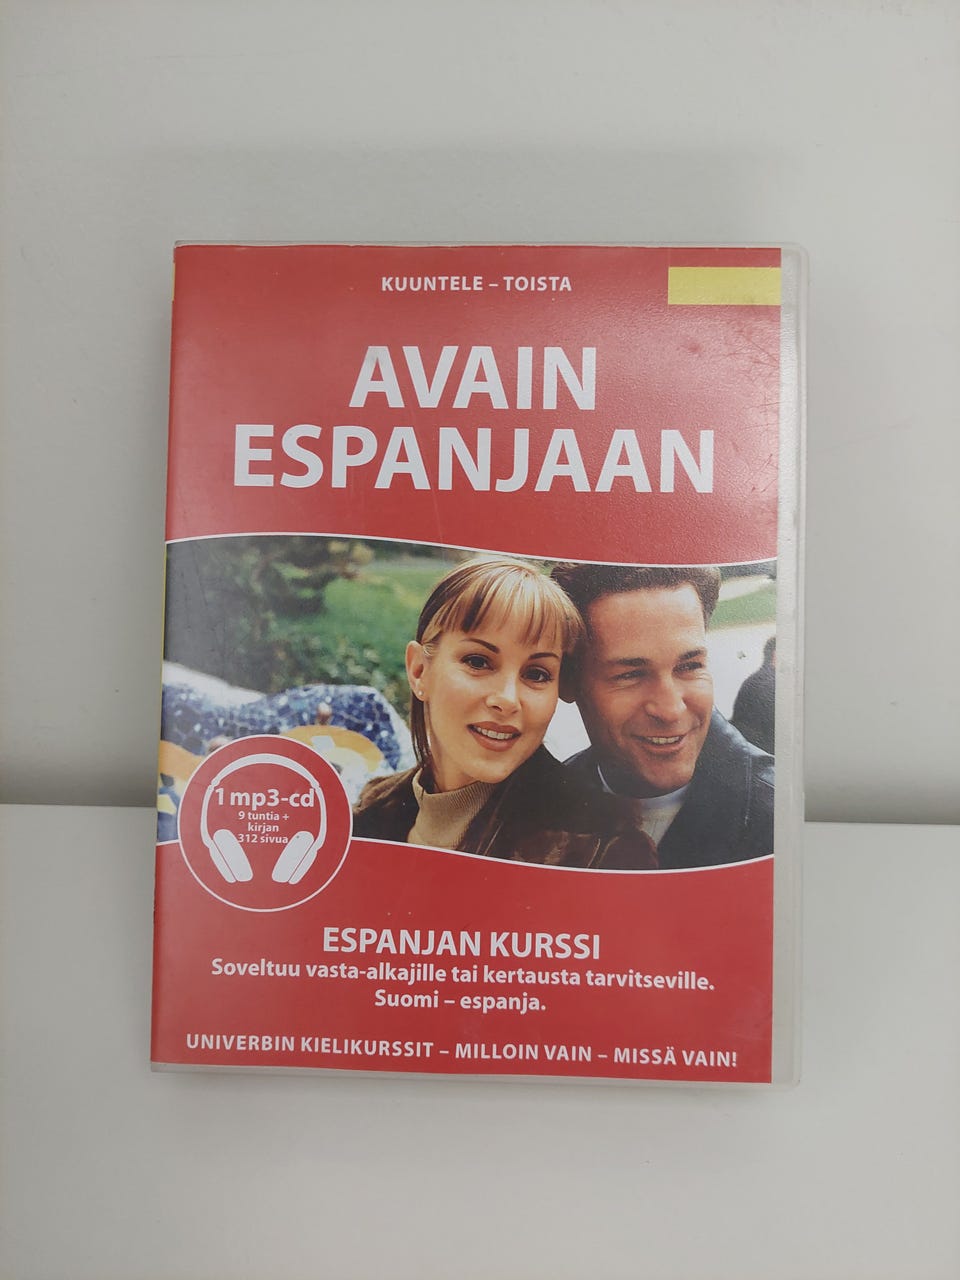 KUUNTELE – TOISTA
AVAIN
ESPANJAAN
1 mp3-cd
9 tuntia +
kirjan
312 sivua
ESPANJAN KURSSI
Soveltuu vasta-alkajille tai kertausta tarvitseville.
Suomi – espanja.
UNIVERBIN KIELIKURSSIT – MILLOIN VAIN – MISSÄ VAIN!